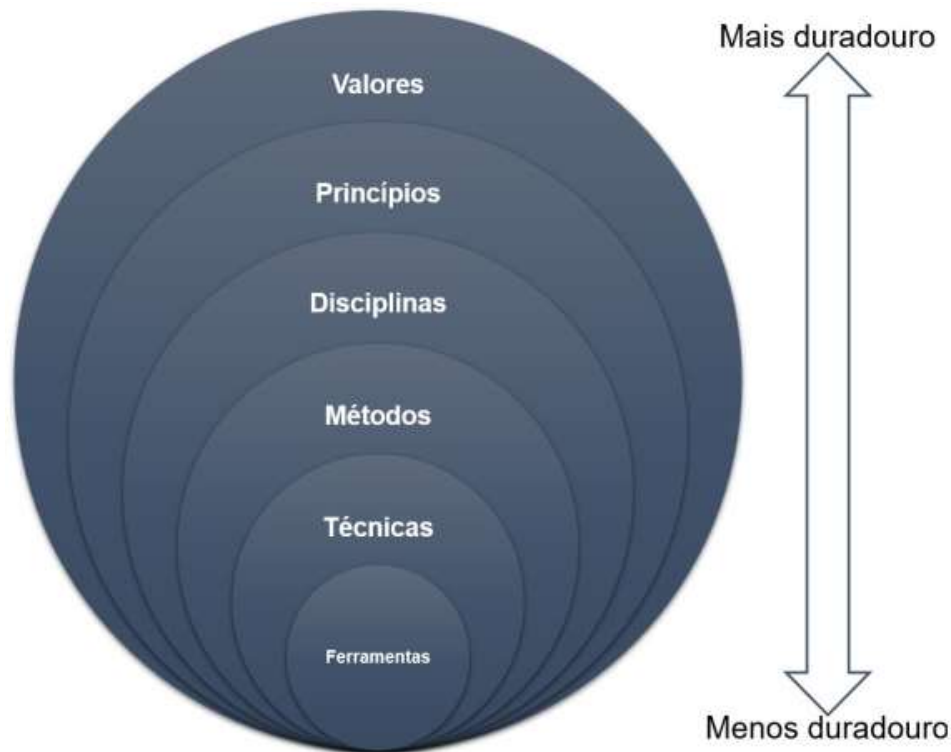 Mais duradouro
Valores
Princípios
Disciplinas
Métodos
Técnicas
Ferramentas
Menos duradouro